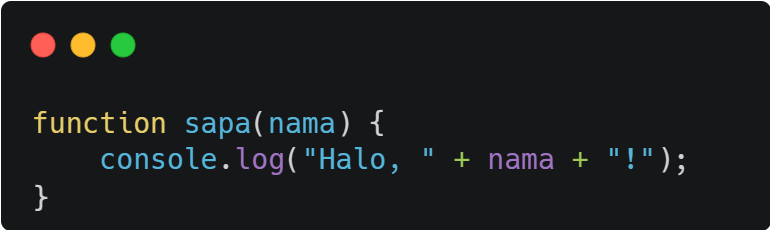 function sapa(nama) {
    console.log("Halo, " + nama + "!");
}